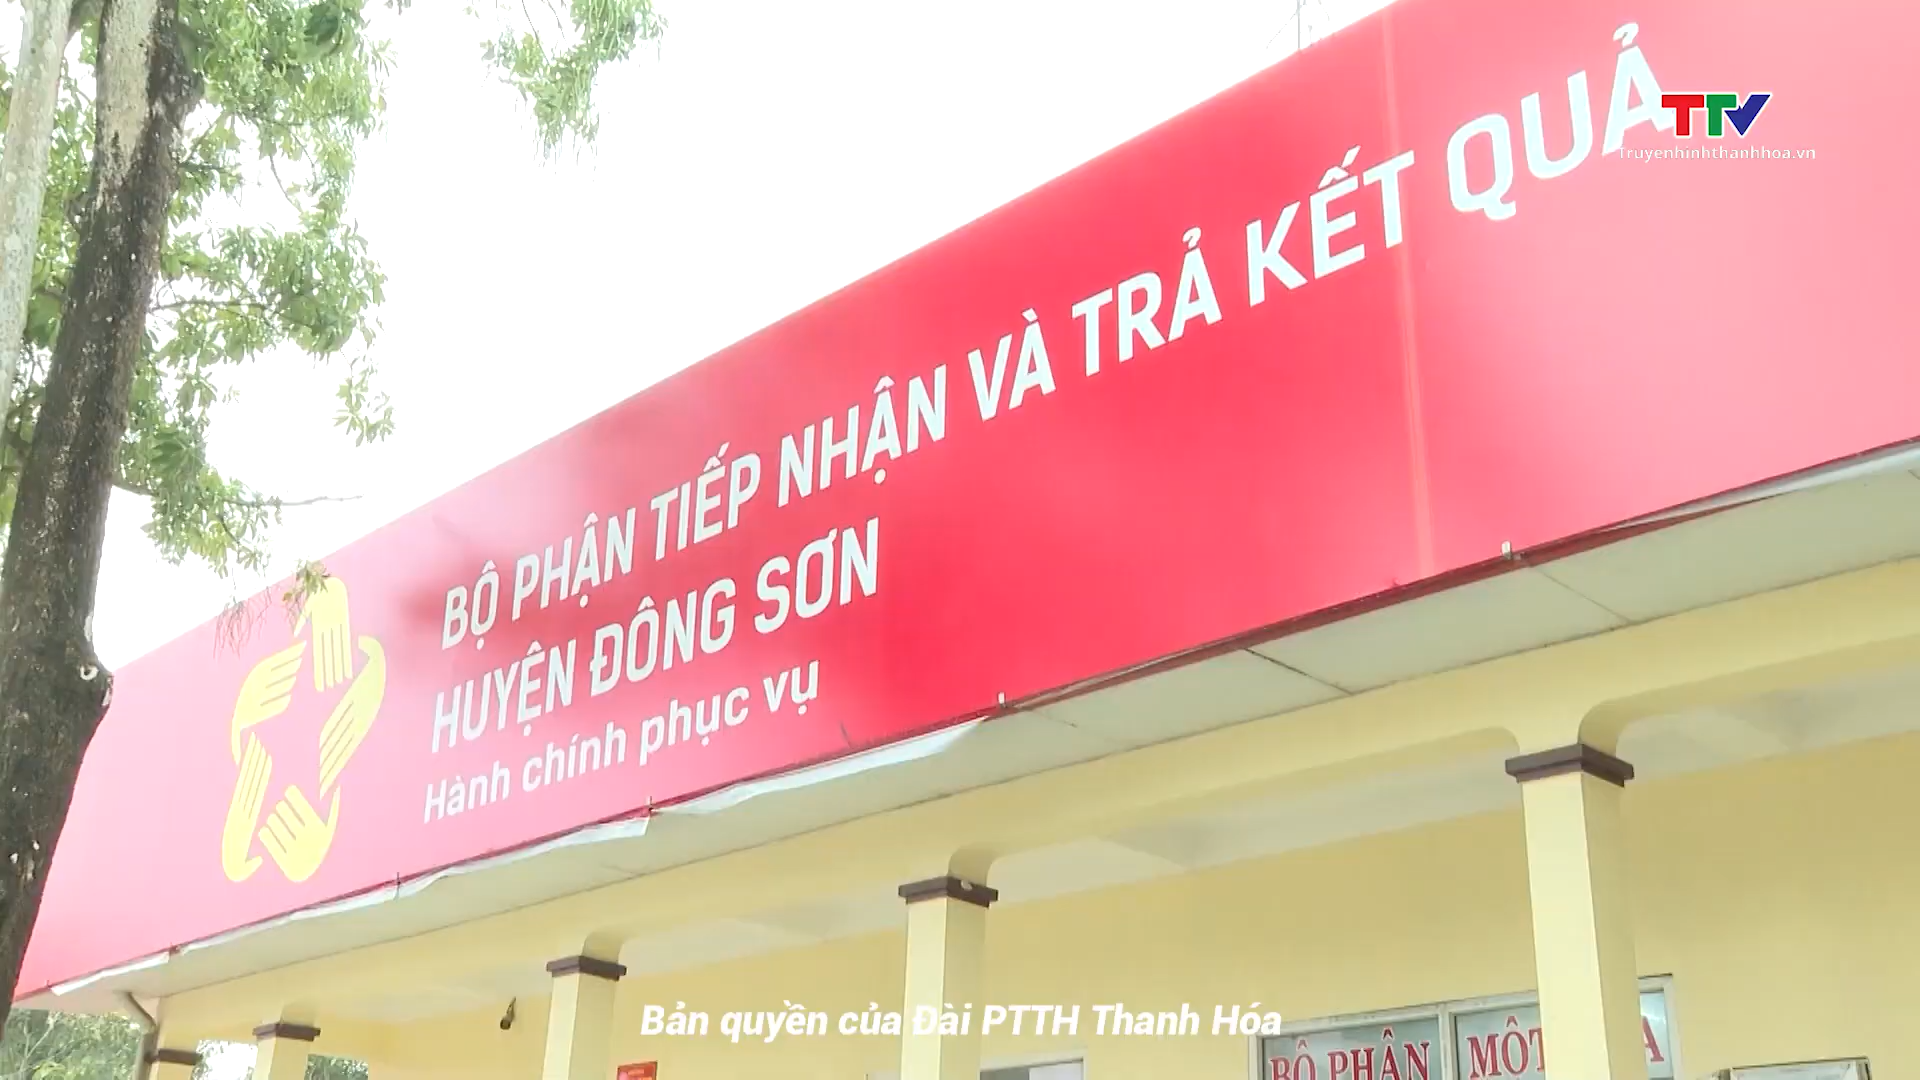 TTV
Truyenhinhthanhhoa.vn
BỘ PHẬN TIẾP NHẬN VÀ TRẢ KẾT QUẢ
HUYỆN ĐÔNG SƠN
Hành chính phục vụ
Bản quyền của Đài PTTH Thanh Hóa
BỘ PHẬN MỘT